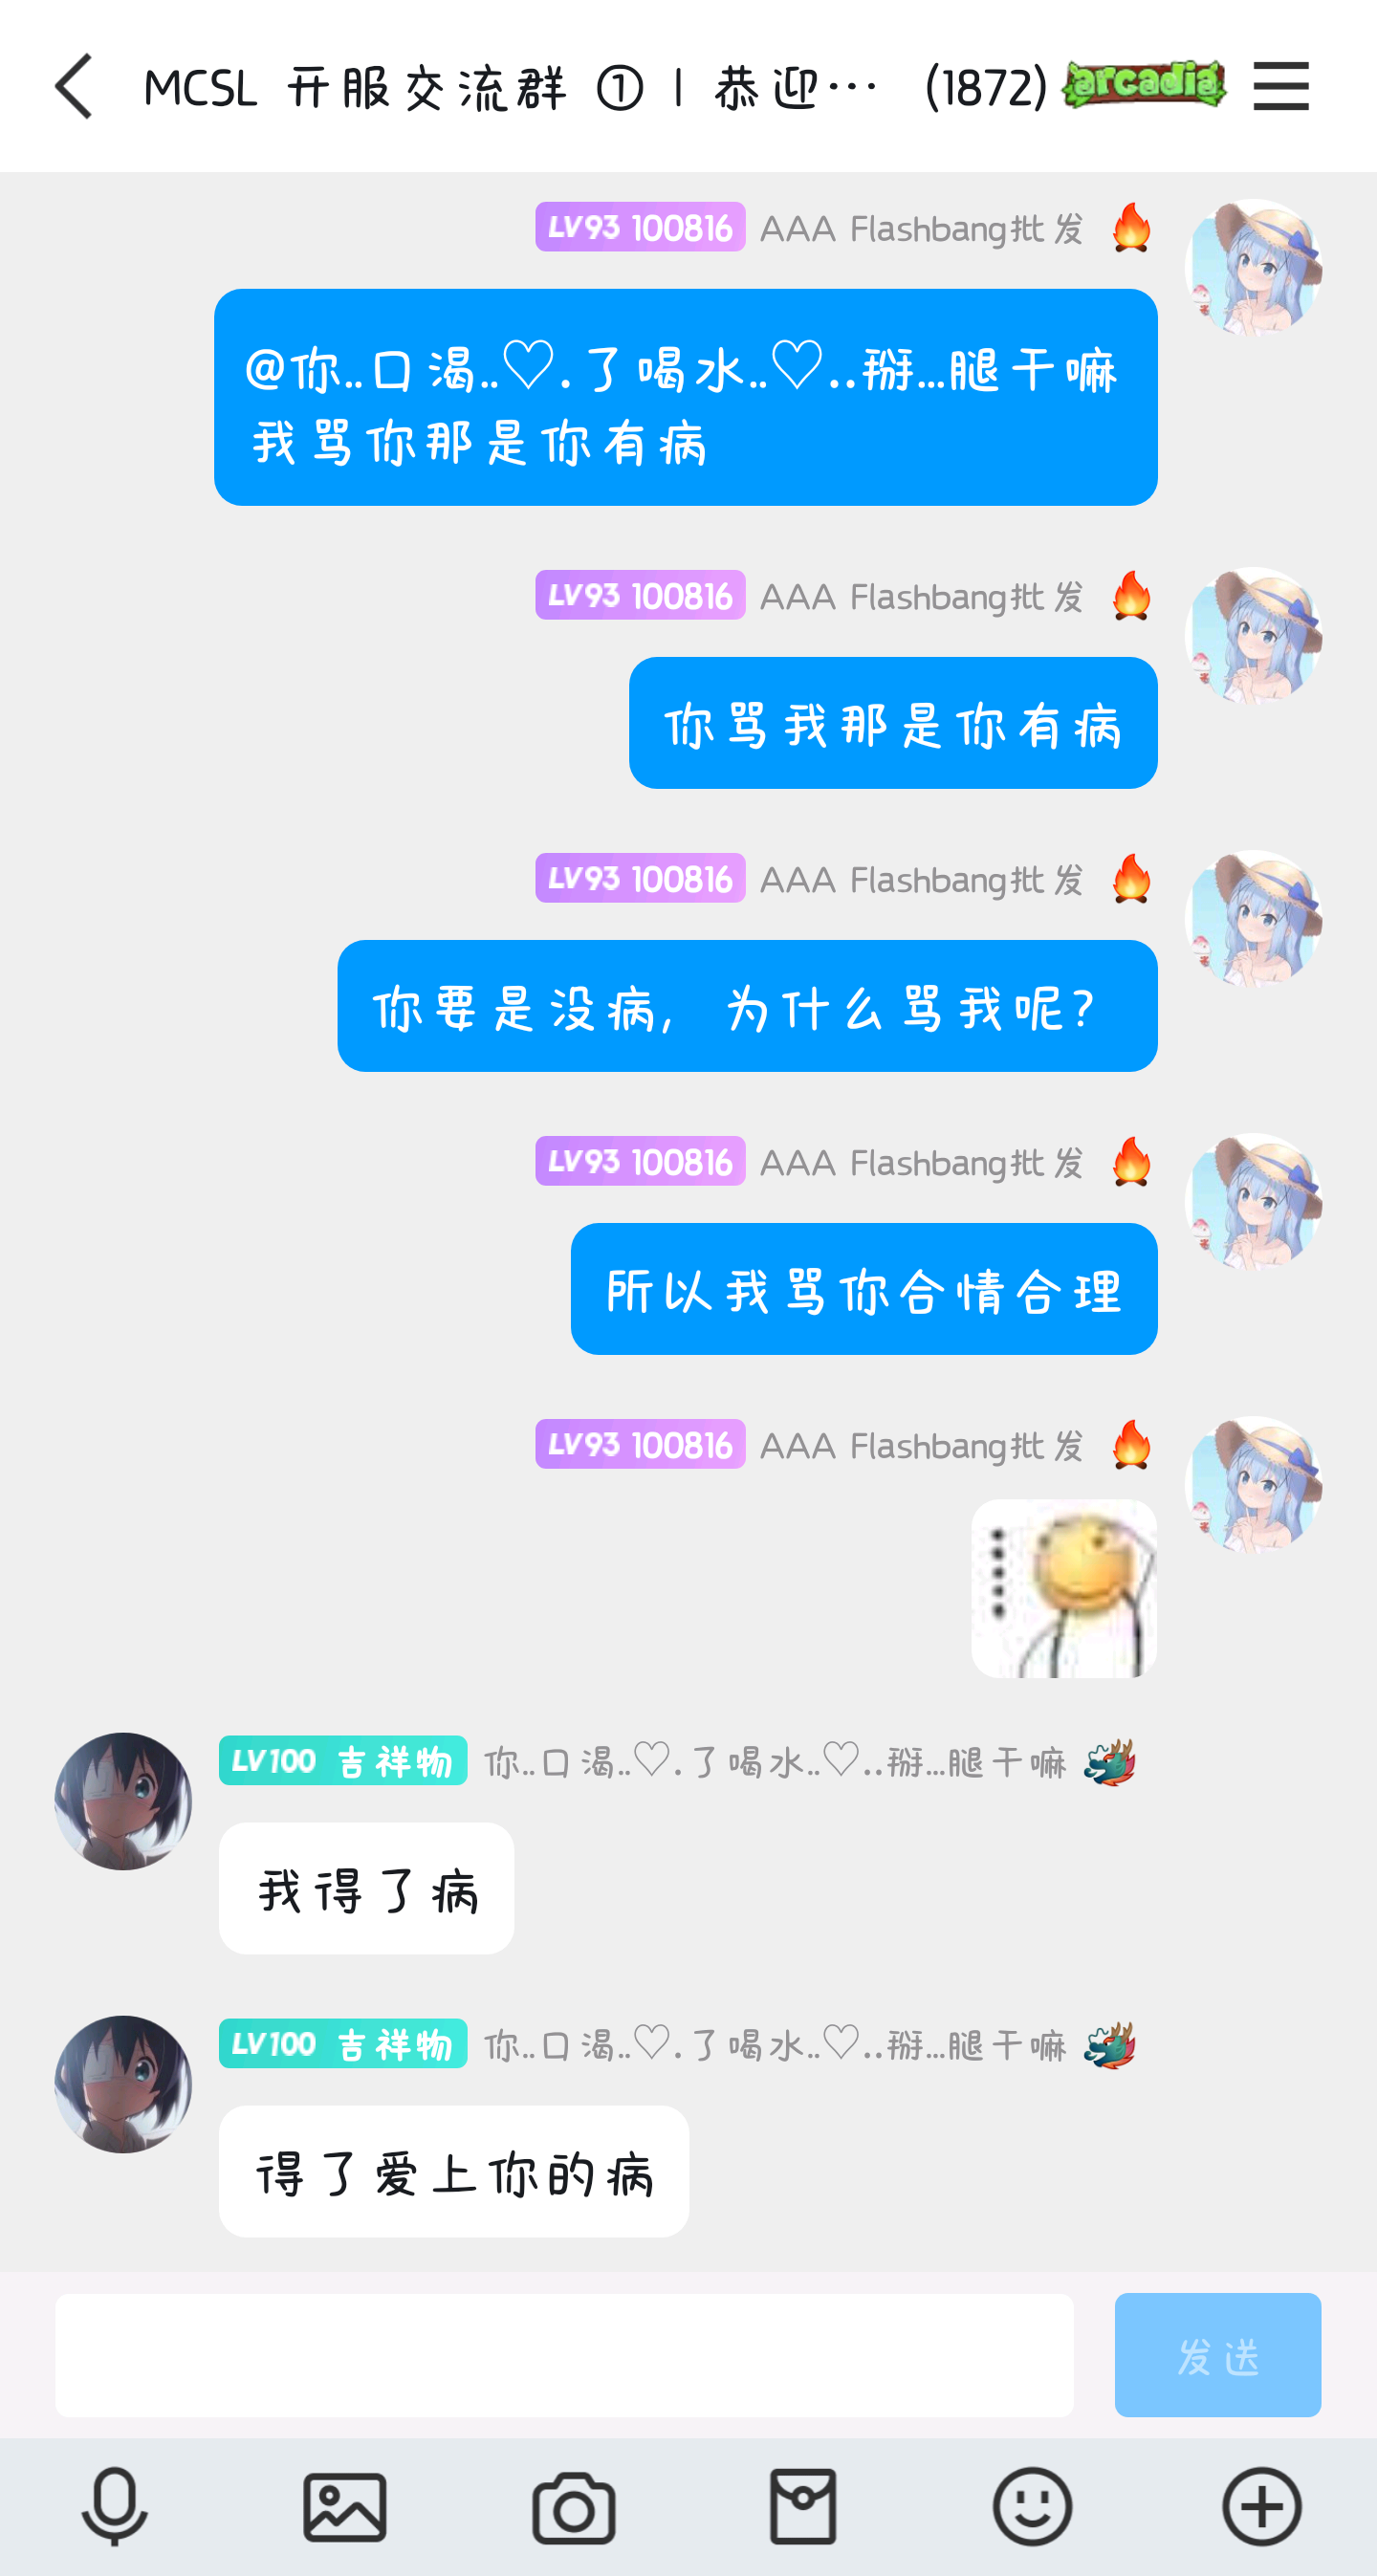 MCSL 开服交流群 ① | 恭迎… (1872) arcadia
LV93 100816 AAA Flashbang批发 🔥
@你..口渴..♡.了喝水..♡..掰...腿干嘛
我骂你那是你有病
LV93 100816 AAA Flashbang批发 🔥
你骂我那是你有病
LV93 100816 AAA Flashbang批发 🔥
你要是没病,为什么骂我呢?
LV93 100816 AAA Flashbang批发 🔥
所以我骂你合情合理
LV93 100816 AAA Flashbang批发 🔥
LV100 吉祥物 你..口渴..♡.了喝水..♡..掰...腿干嘛 🐲
我得了病
LV100 吉祥物 你..口渴..♡.了喝水..♡..掰...腿干嘛 🐲
得了爱上你的病
发送